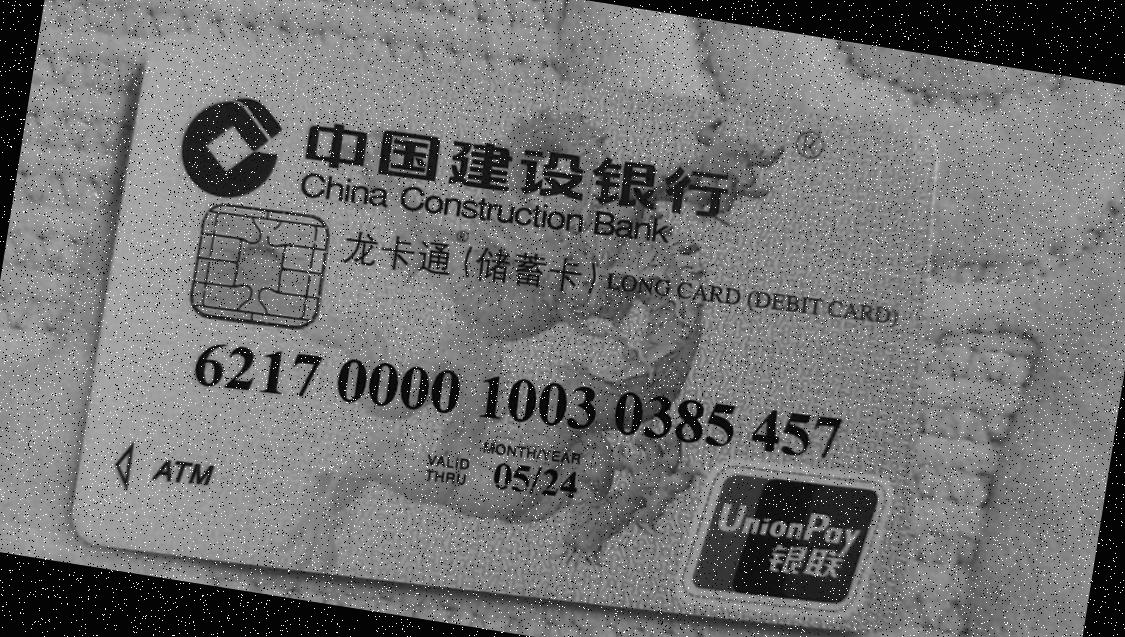 中国建设银行 ®
China Construction Bank
龙卡通®(储蓄卡) LONG CARD (DEBIT CARD)
6217 0000 1003 0385 457
MONTH/YEAR
VALID THRU 05/24
ATM
UnionPay
银联